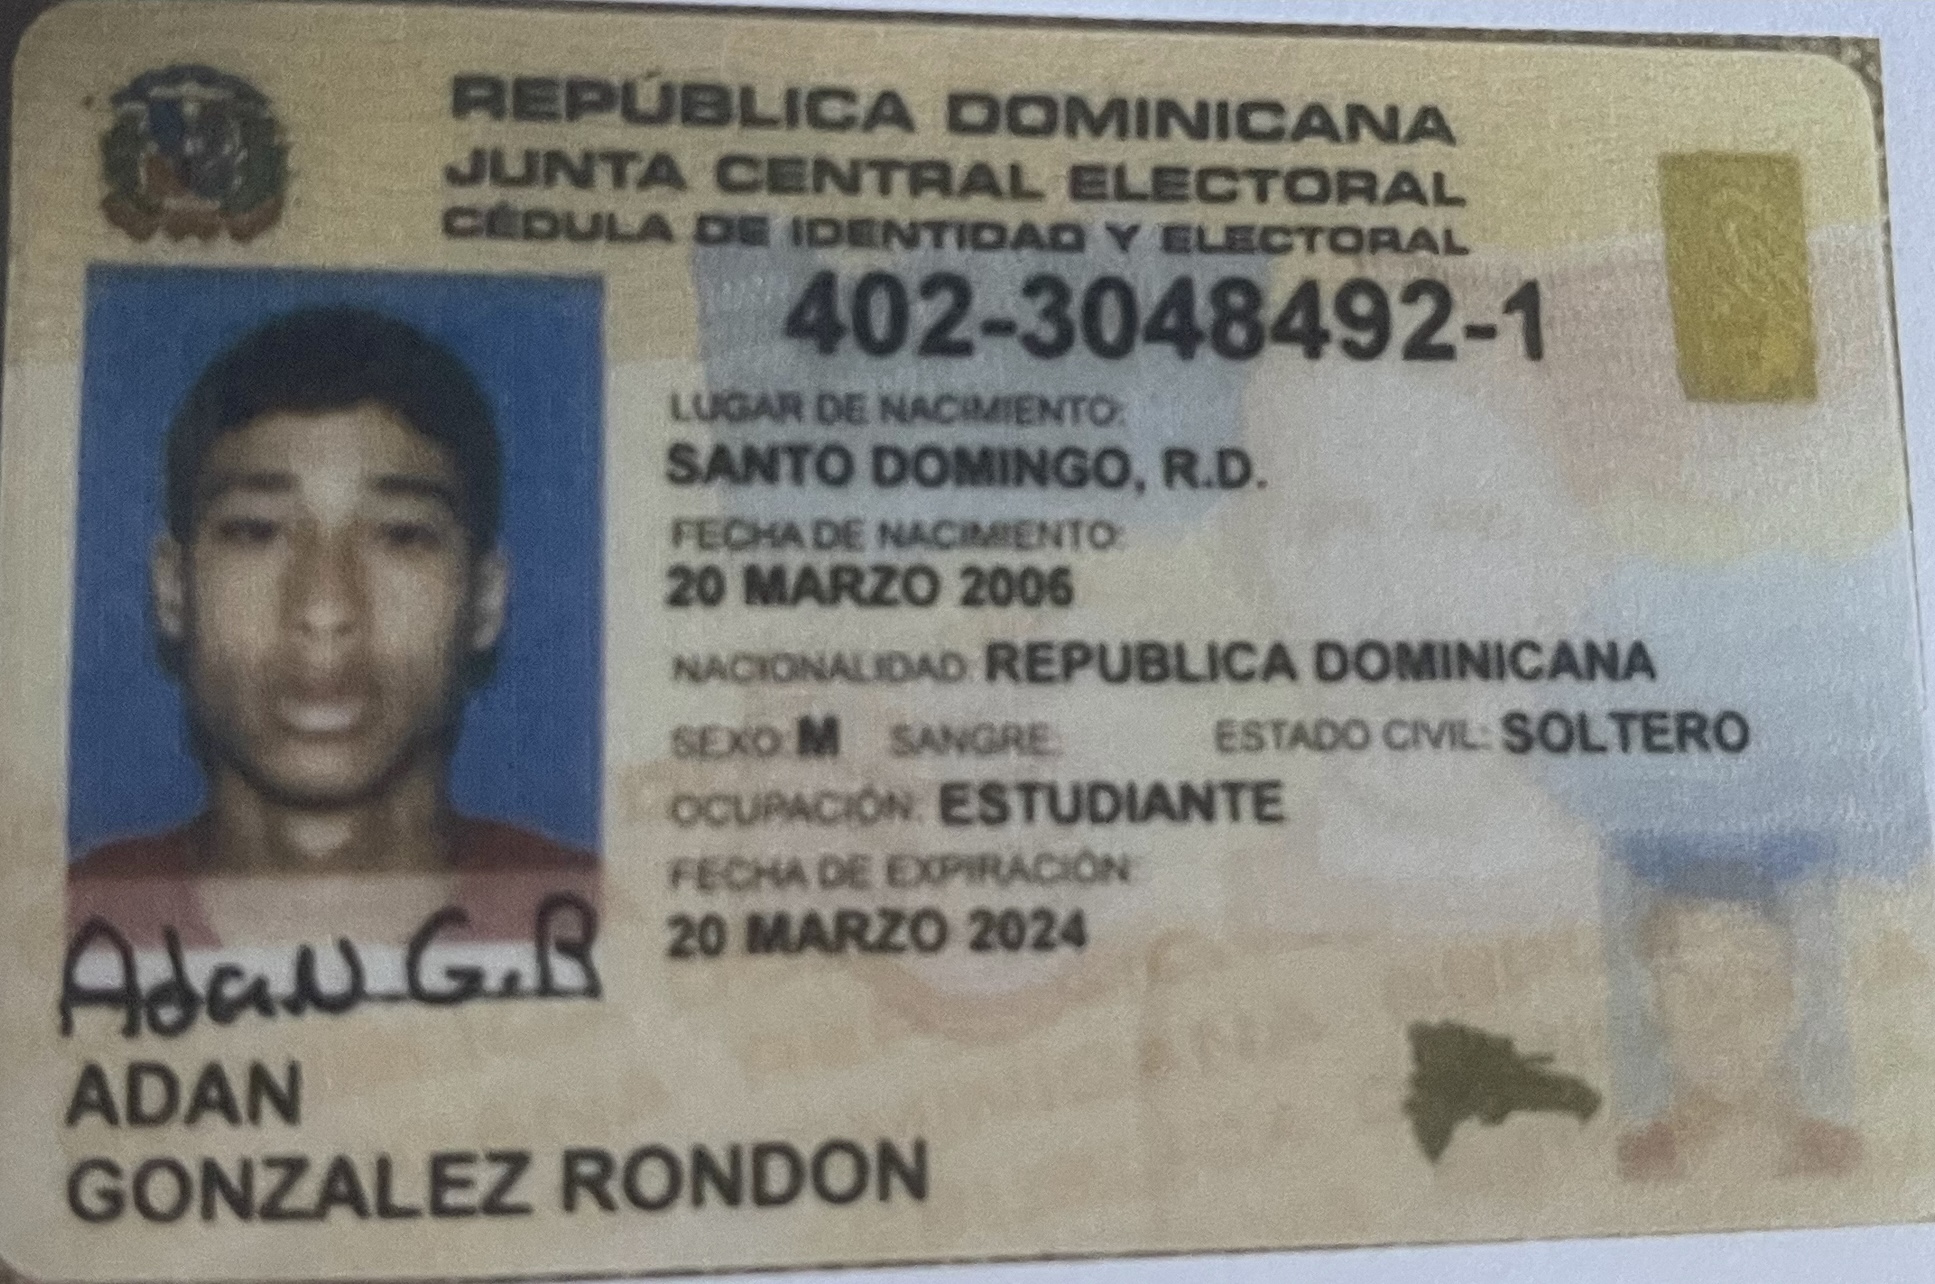 REPÚBLICA DOMINICANA
JUNTA CENTRAL ELECTORAL
CÉDULA DE IDENTIDAD Y ELECTORAL
402-3048492-1
LUGAR DE NACIMIENTO:
SANTO DOMINGO, R.D.
FECHA DE NACIMIENTO:
20 MARZO 2006
NACIONALIDAD: REPUBLICA DOMINICANA
SEXO: M SANGRE: ESTADO CIVIL: SOLTERO
OCUPACIÓN: ESTUDIANTE
FECHA DE EXPIRACIÓN:
20 MARZO 2024
Adan G.B
ADAN
GONZALEZ RONDON